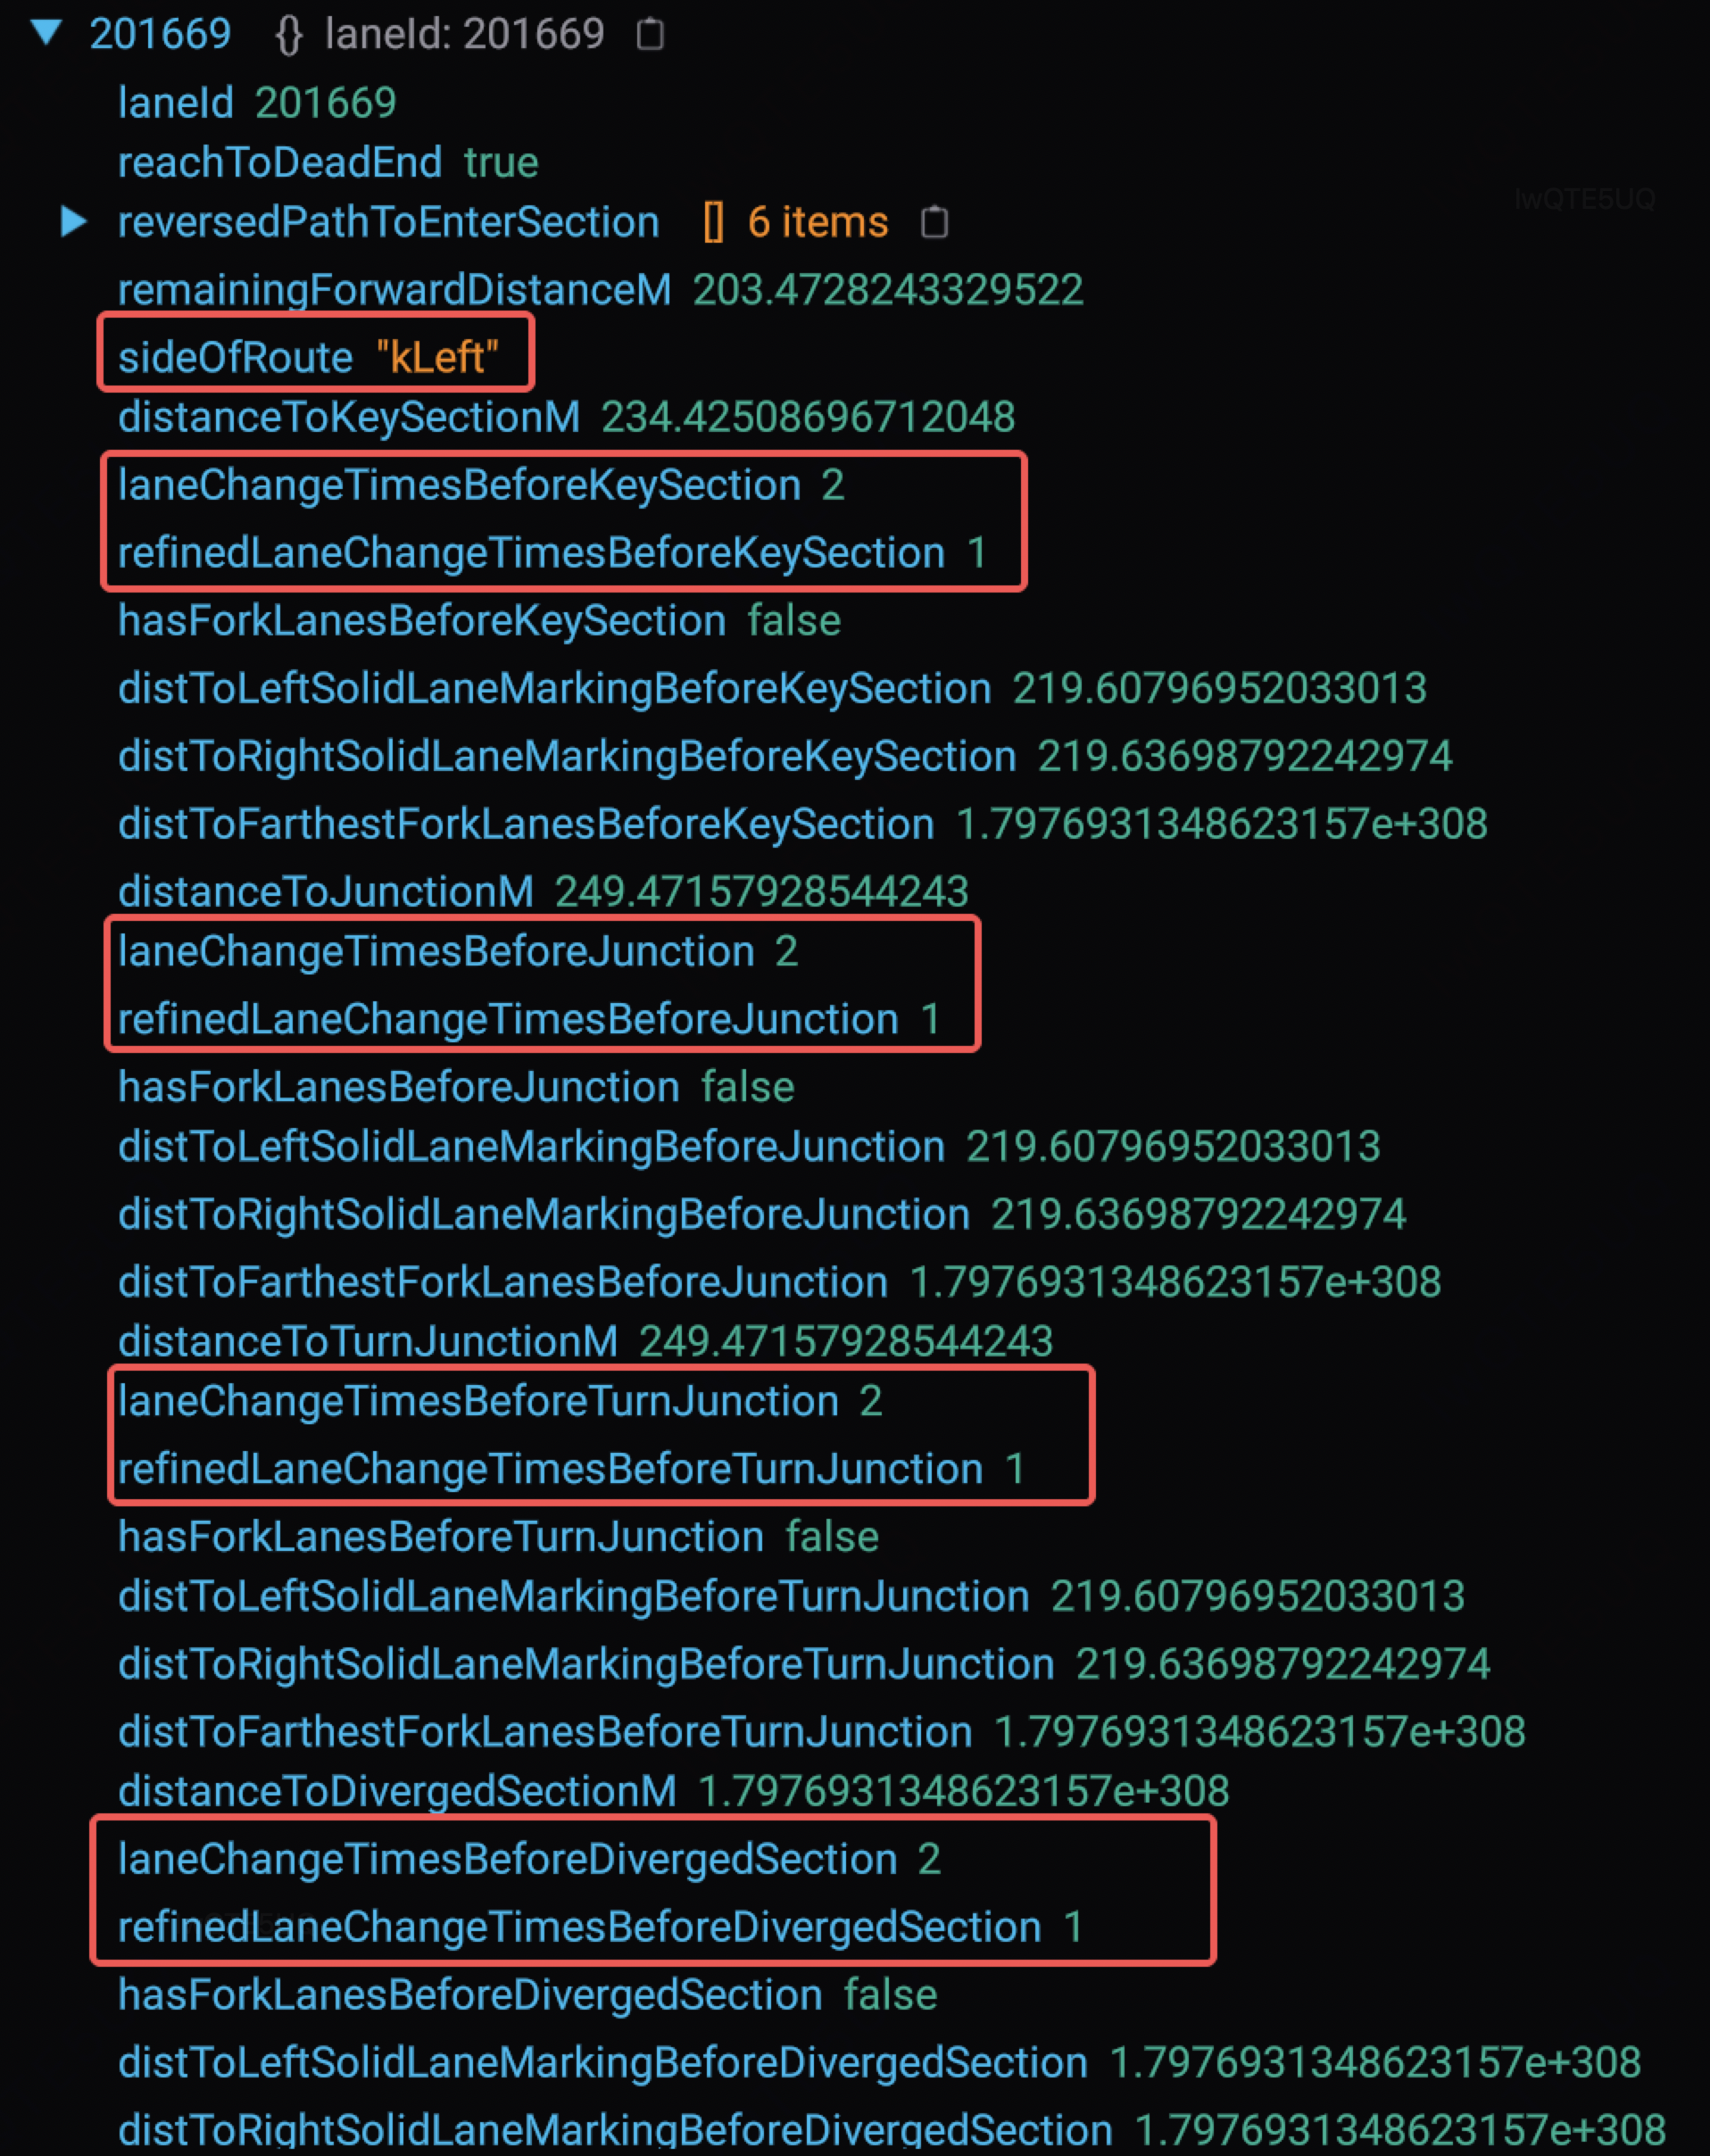 201669 {} laneId: 201669
laneId 201669
reachToDeadEnd true
lwQTE5UQ
reversedPathToEnterSection [] 6 items
remainingForwardDistanceM 203.4728243329522
sideOfRoute "kLeft"
distanceToKeySectionM 234.42508696712048
laneChangeTimesBeforeKeySection 2
refinedLaneChangeTimesBeforeKeySection 1
hasForkLanesBeforeKeySection false
distToLeftSolidLaneMarkingBeforeKeySection 219.60796952033013
distToRightSolidLaneMarkingBeforeKeySection 219.63698792242974
distToFarthestForkLanesBeforeKeySection 1.7976931348623157e+308
distanceToJunctionM 249.47157928544243
laneChangeTimesBeforeJunction 2
refinedLaneChangeTimesBeforeJunction 1
hasForkLanesBeforeJunction false
distToLeftSolidLaneMarkingBeforeJunction 219.60796952033013
distToRightSolidLaneMarkingBeforeJunction 219.63698792242974
distToFarthestForkLanesBeforeJunction 1.7976931348623157e+308
distanceToTurnJunctionM 249.47157928544243
laneChangeTimesBeforeTurnJunction 2
refinedLaneChangeTimesBeforeTurnJunction 1
hasForkLanesBeforeTurnJunction false
distToLeftSolidLaneMarkingBeforeTurnJunction 219.60796952033013
distToRightSolidLaneMarkingBeforeTurnJunction 219.63698792242974
distToFarthestForkLanesBeforeTurnJunction 1.7976931348623157e+308
distanceToDivergedSectionM 1.7976931348623157e+308
laneChangeTimesBeforeDivergedSection 2
refinedLaneChangeTimesBeforeDivergedSection 1
hasForkLanesBeforeDivergedSection false
distToLeftSolidLaneMarkingBeforeDivergedSection 1.7976931348623157e+308
distToRightSolidLaneMarkingBeforeDivergedSection 1.7976931348623157e+308